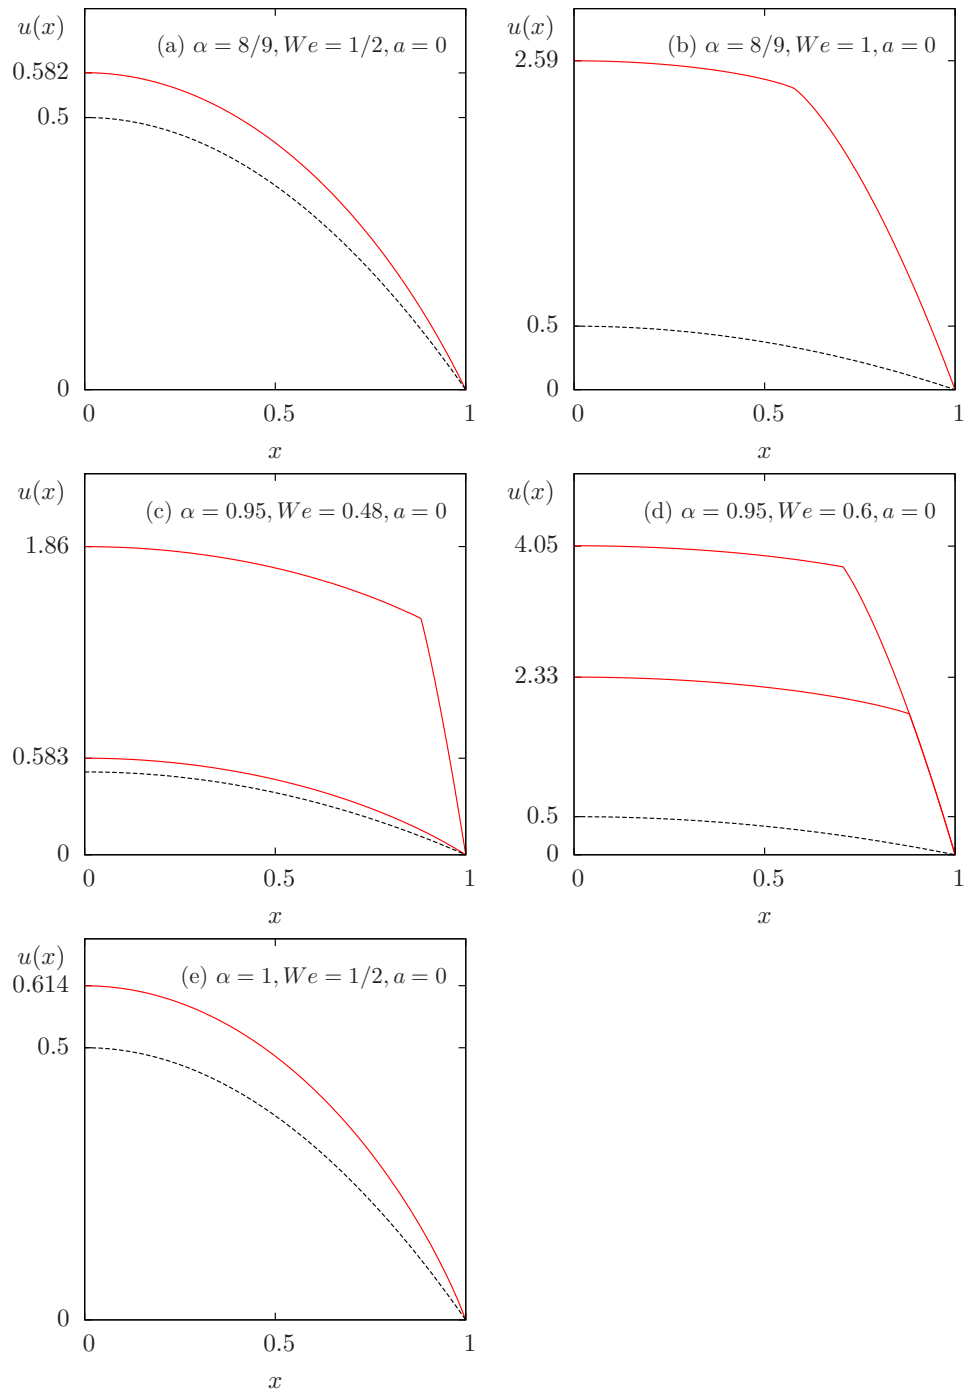 u(x)
(a) α = 8/9, We = 1/2, a = 0
0.582
0.5
0
0 0.5 1
x
(b) α = 8/9, We = 1, a = 0
2.59
0.5
0
0 0.5 1
x
u(x)
(c) α = 0.95, We = 0.48, a = 0
1.86
0.583
0
0 0.5 1
x
u(x)
(d) α = 0.95, We = 0.6, a = 0
4.05
2.33
0.5
0
0 0.5 1
x
u(x)
(e) α = 1, We = 1/2, a = 0
0.614
0.5
0
0 0.5 1
x